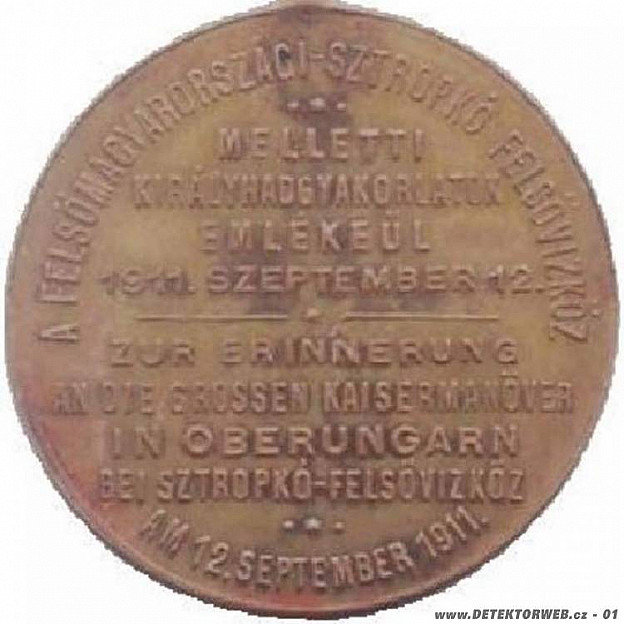 A FELSŐMAGYARORSZÁGI-SZTROPKÓ FELSŐVIZKÖZ
MELLETTI
KIRÁLYHADGYAKORLATOK
EMLÉKEÜL
1911. SZEPTEMBER 12.
ZUR ERINNERUNG
AN DIE GROSSEN KAISERMANÖVER
IN OBERUNGARN
BEI SZTROPKÓ-FELSŐVIZKÖZ
AM 12. SEPTEMBER 1911.
www.DETEKTORWEB.cz - 01